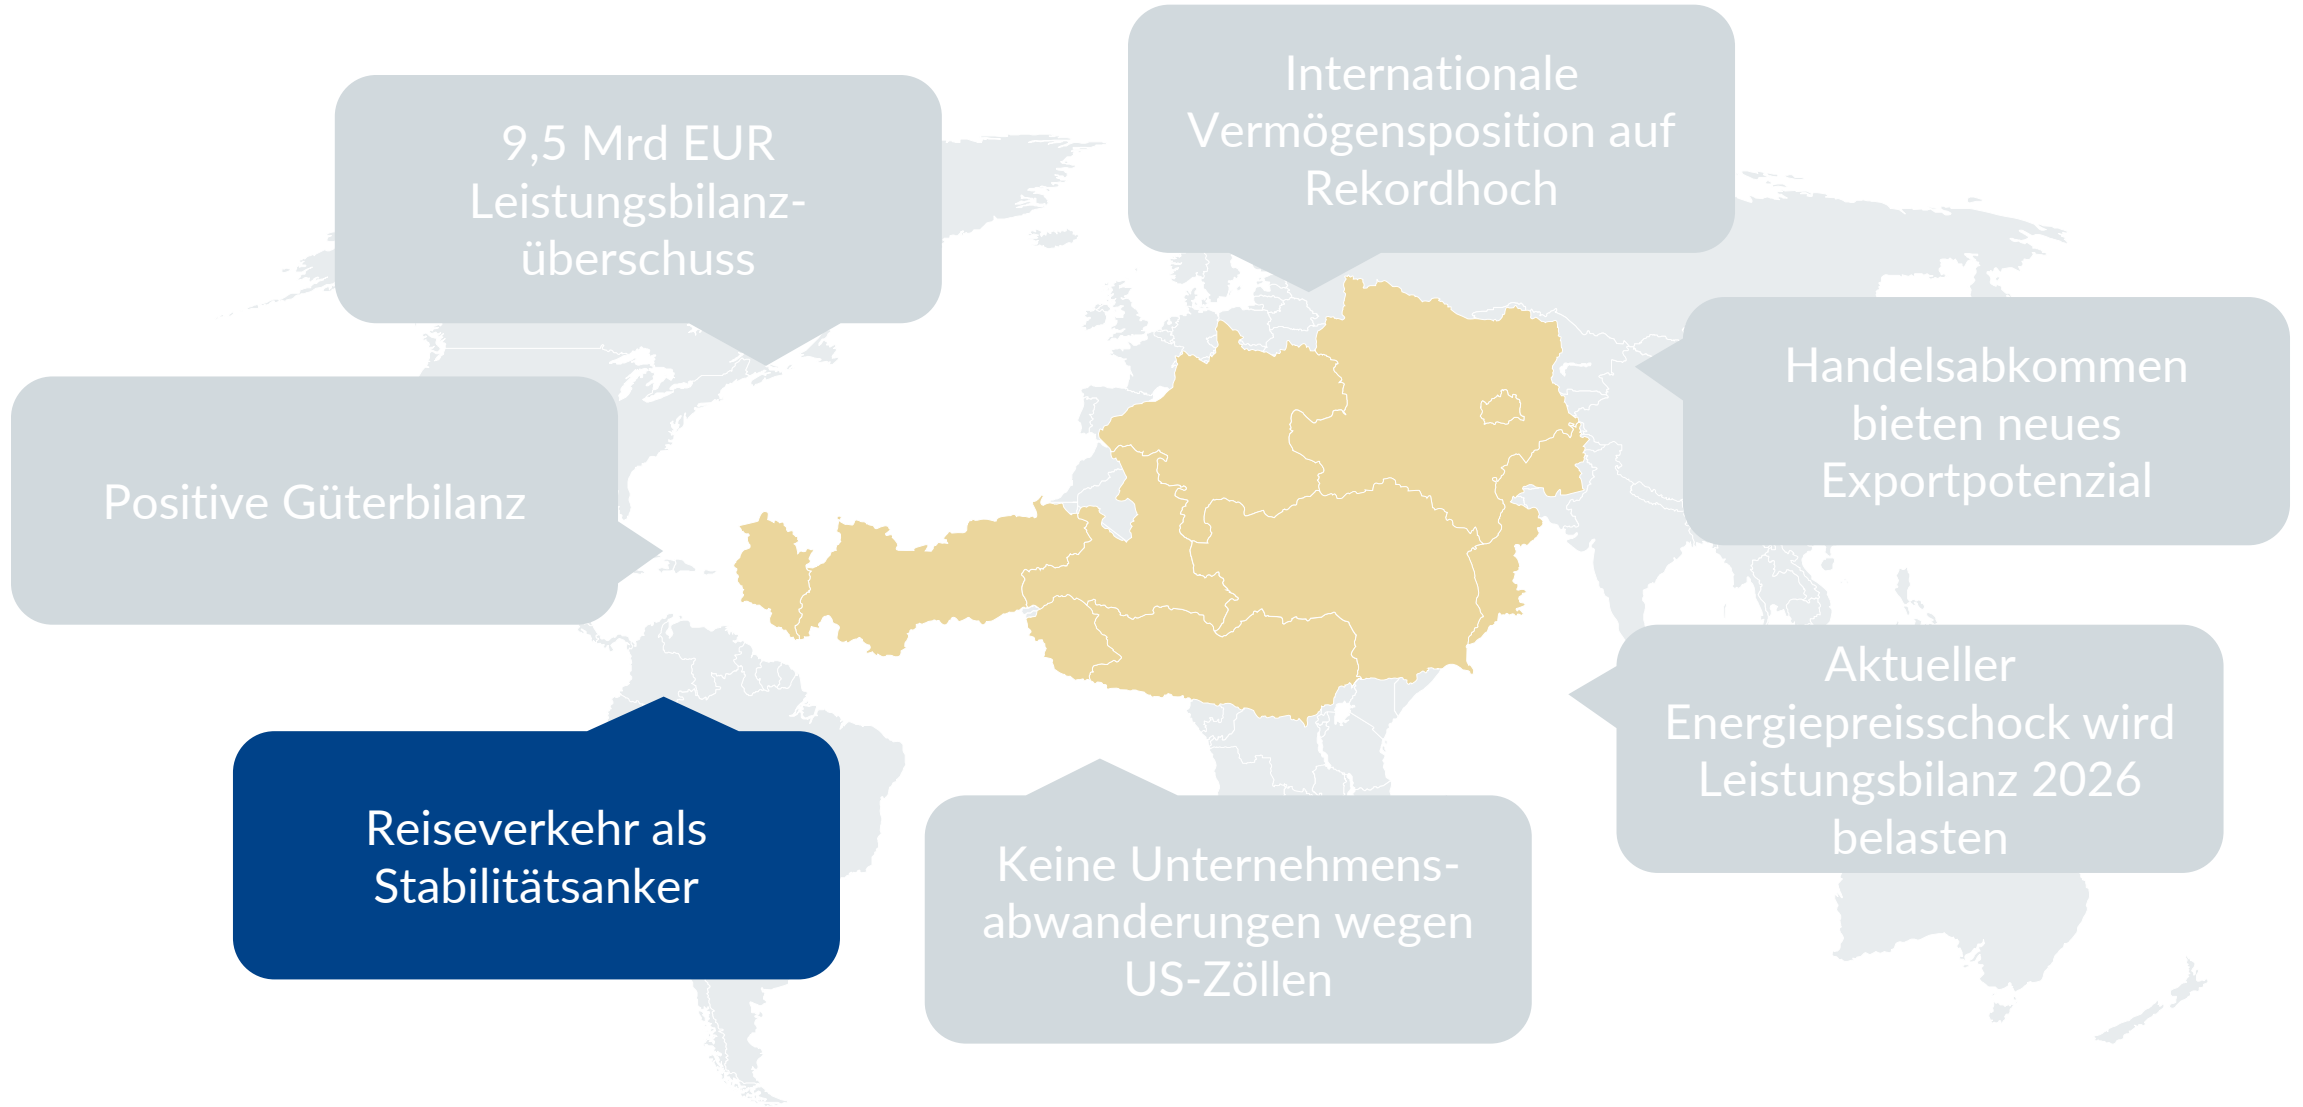 9,5 Mrd EUR
Leistungsbilanz-
überschuss
Internationale
Vermögensposition auf
Rekordhoch
Positive Güterbilanz
Handelsabkommen
bieten neues
Exportpotenzial
Reiseverkehr als
Stabilitätsanker
Keine Unternehmens-
abwanderungen wegen
US-Zöllen
Aktueller
Energiepreisschock wird
Leistungsbilanz 2026
belasten